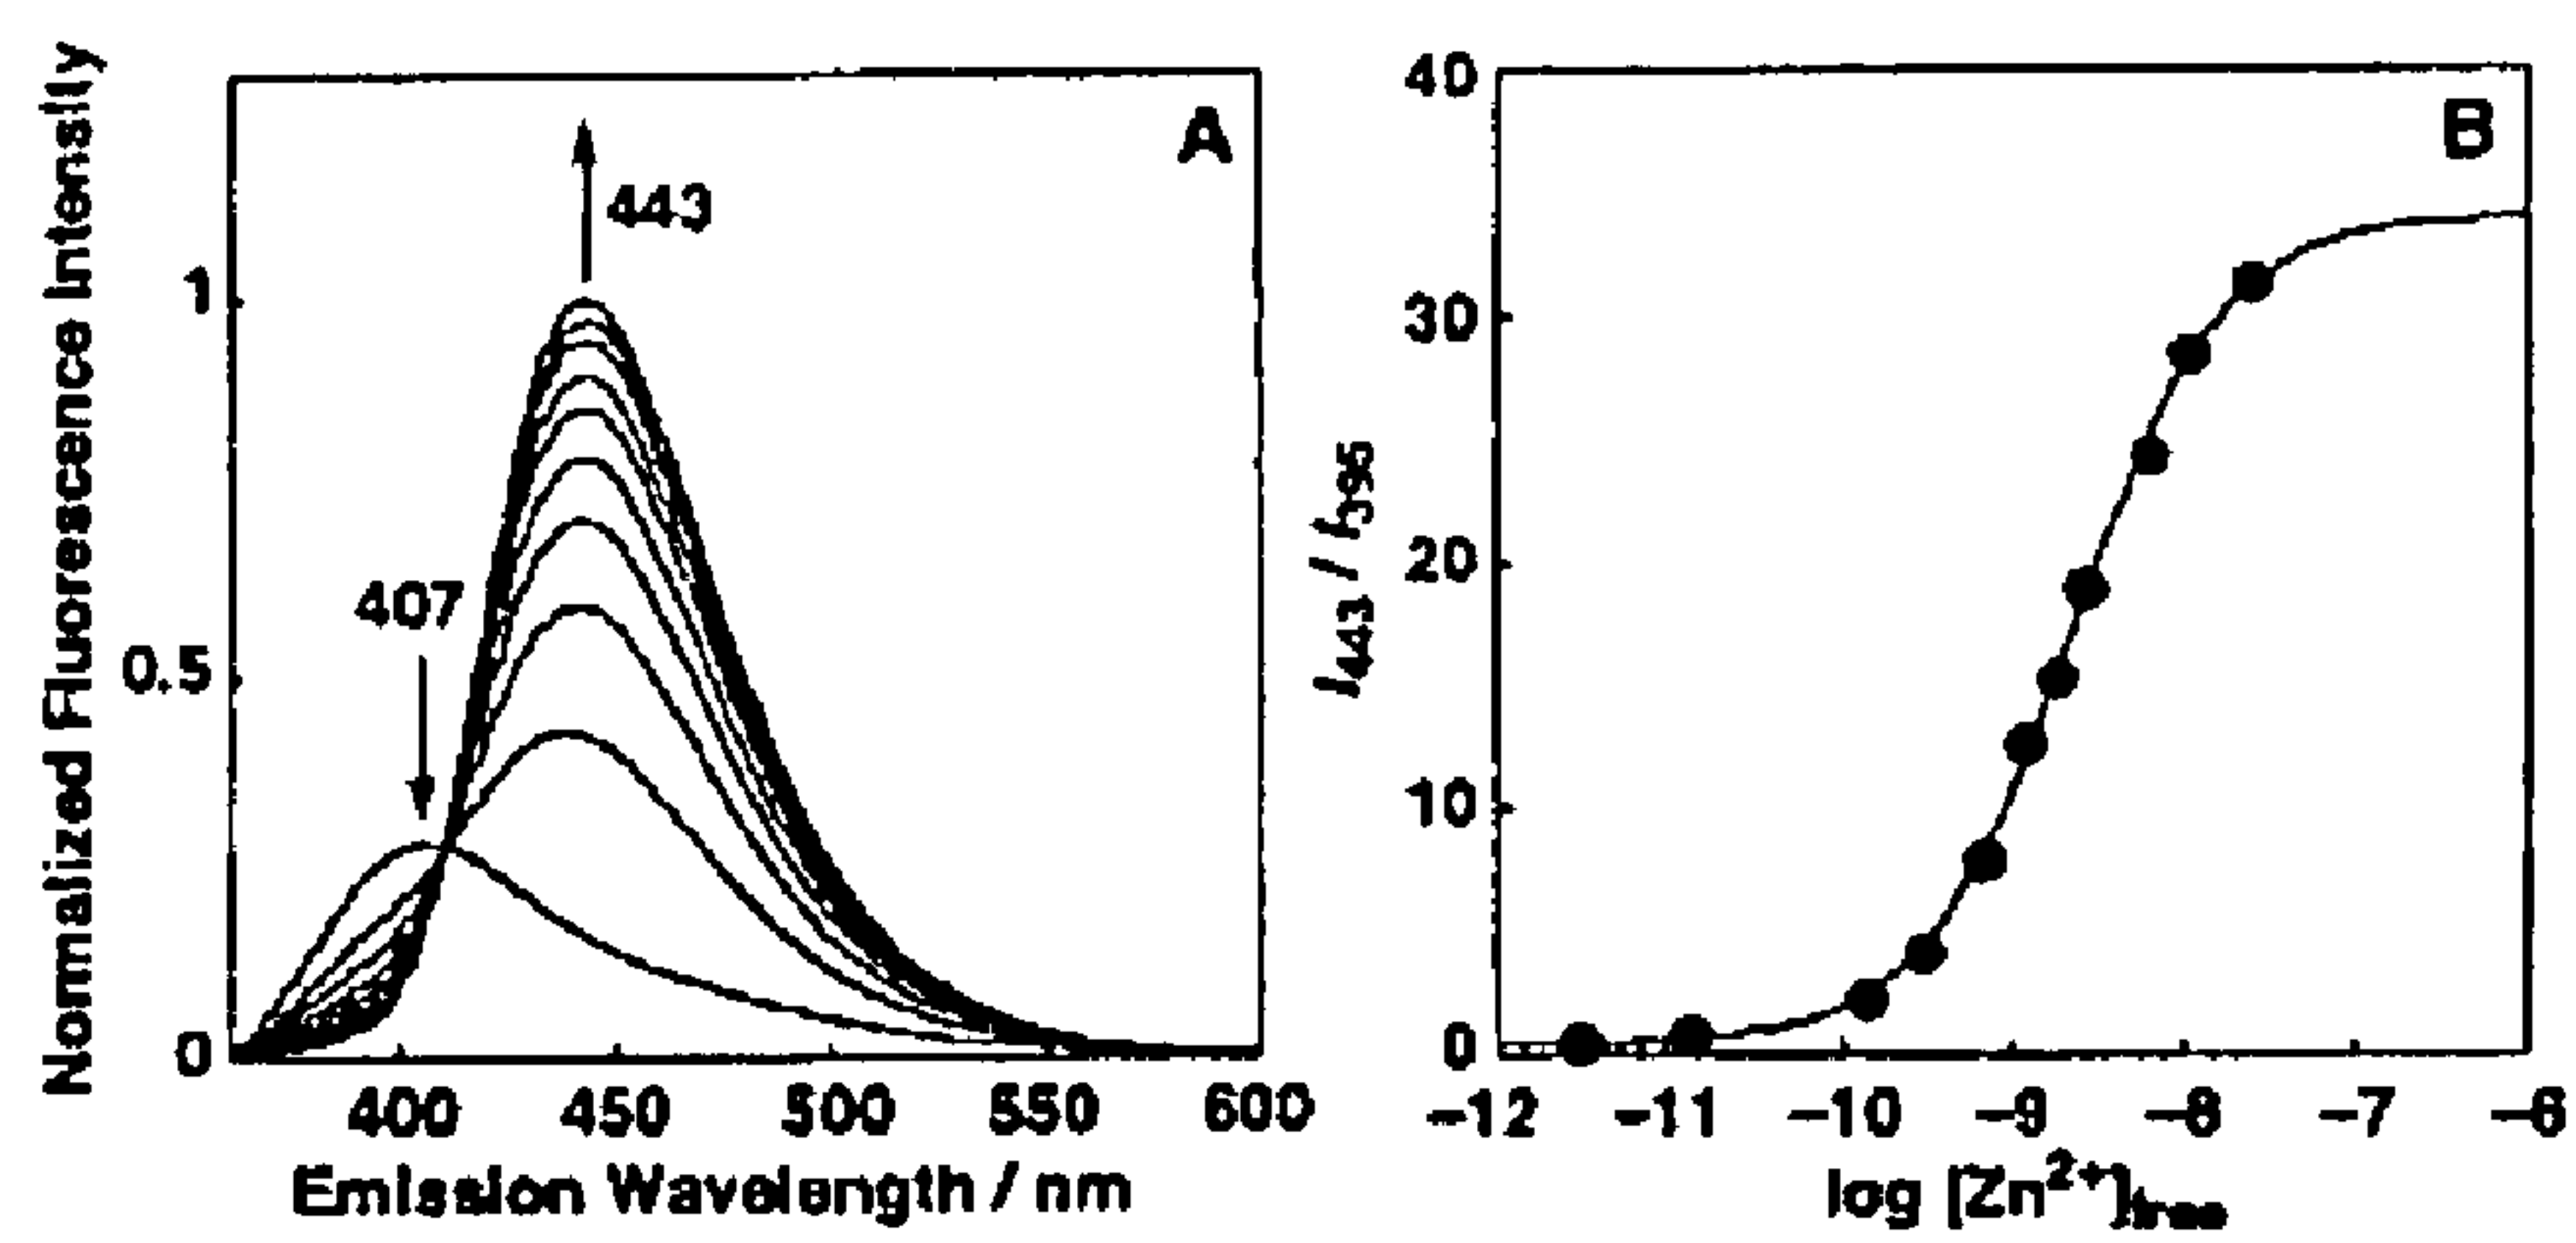 Normalized Fluorescence Intensity
A
443
407
1
0.5
0
400 450 500 550 600
Emission Wavelength / nm
B
I443 / I395
40
30
20
10
0
-12 -11 -10 -9 -8 -7 -6
log [Zn2+]free